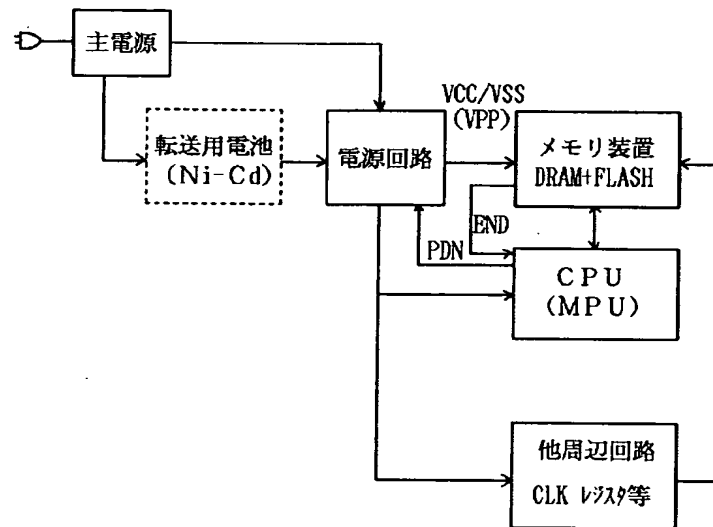 主電源
転送用電池
(Ni-Cd)
電源回路
VCC/VSS
(VPP)
メモリ装置
DRAM+FLASH
END
PDN
CPU
(MPU)
他周辺回路
CLK ﾚｼﾞｽﾀ等